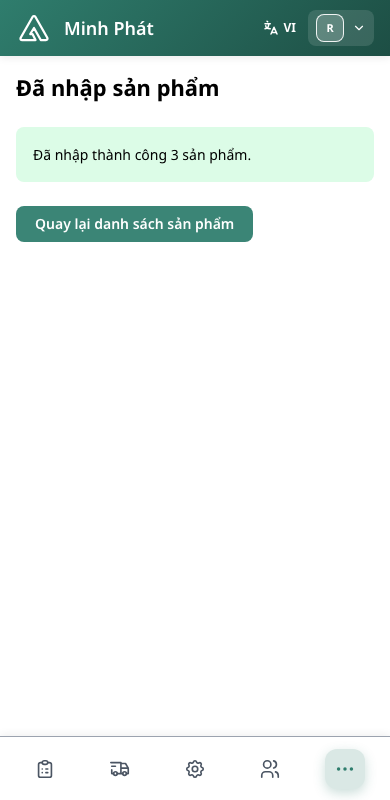 Minh Phát
VI
R
Đã nhập sản phẩm
Đã nhập thành công 3 sản phẩm.
Quay lại danh sách sản phẩm